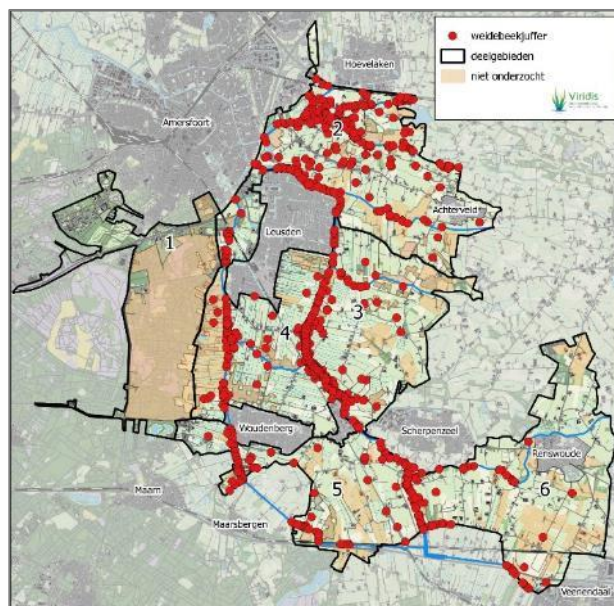 weidebeekjuffer
deelgebieden
niet onderzocht
Viridis
Hoevelaken
Amersfoort
2
Achterveld
1
Leusden
3
4
Woudenberg
Scherpenzeel
Renswoude
Maarn
5
6
Maarsbergen
Veenendaal